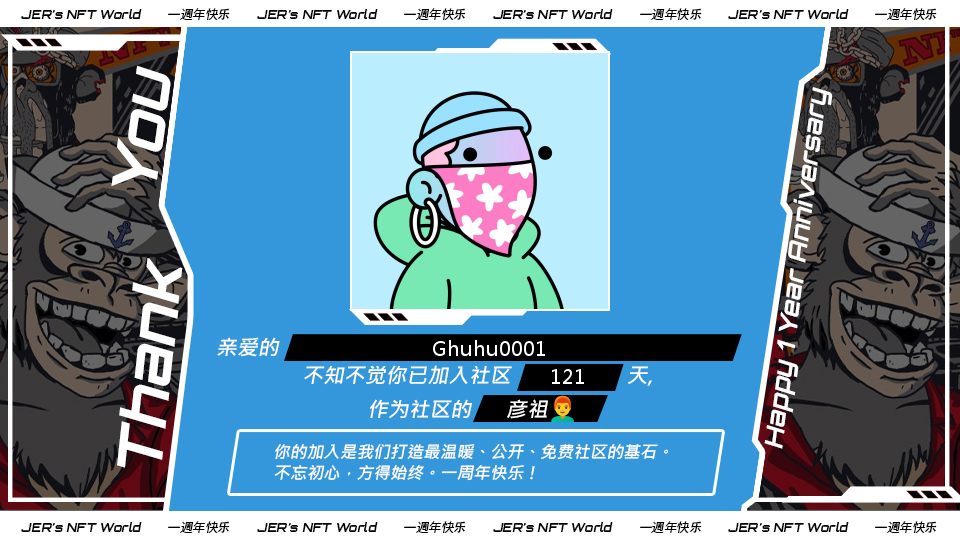 JER's NFT World 一週年快乐 JER's NFT World 一週年快乐 JER's NFT World 一週年快乐 JER's NFT World 一週年快乐
Thank You
亲爱的 Ghuhu0001
不知不觉你已加入社区 121 天,
作为社区的 彦祖👨‍🦰
你的加入是我们打造最温暖、公开、免费社区的基石。
不忘初心，方得始终。一周年快乐！
Happy 1 Year Anniversary
JER's NFT World 一週年快乐 JER's NFT World 一週年快乐 JER's NFT World 一週年快乐 JER's NFT World 一週年快乐